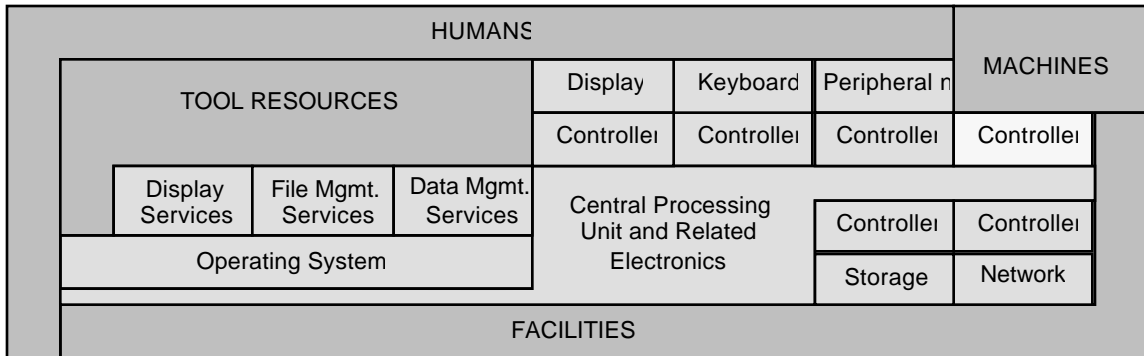 HUMANS
MACHINES
TOOL RESOURCES
Display
Keyboard
Peripheral n
Controller
Controller
Controller
Controller
Display
Services
File Mgmt.
Services
Data Mgmt.
Services
Central Processing
Unit and Related
Electronics
Controller
Controller
Operating System
Storage
Network
FACILITIES